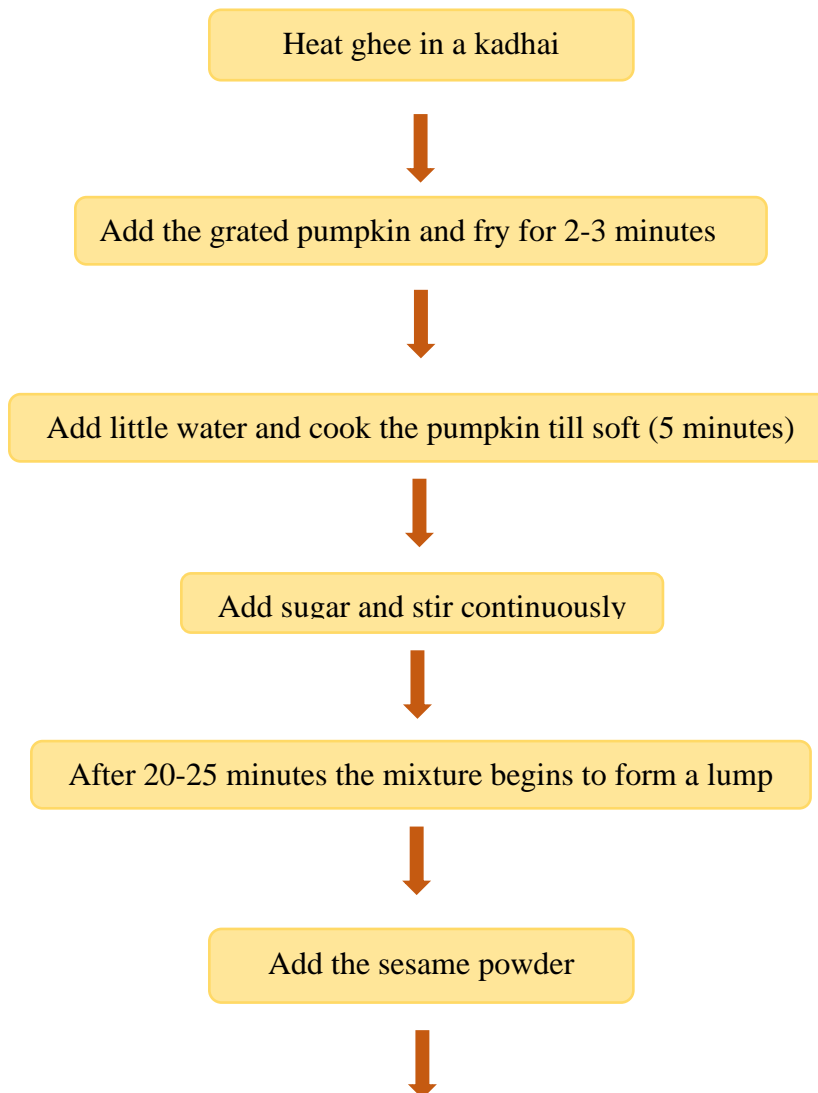 Heat ghee in a kadhai
Add the grated pumpkin and fry for 2-3 minutes
Add little water and cook the pumpkin till soft (5 minutes)
Add sugar and stir continuously
After 20-25 minutes the mixture begins to form a lump
Add the sesame powder